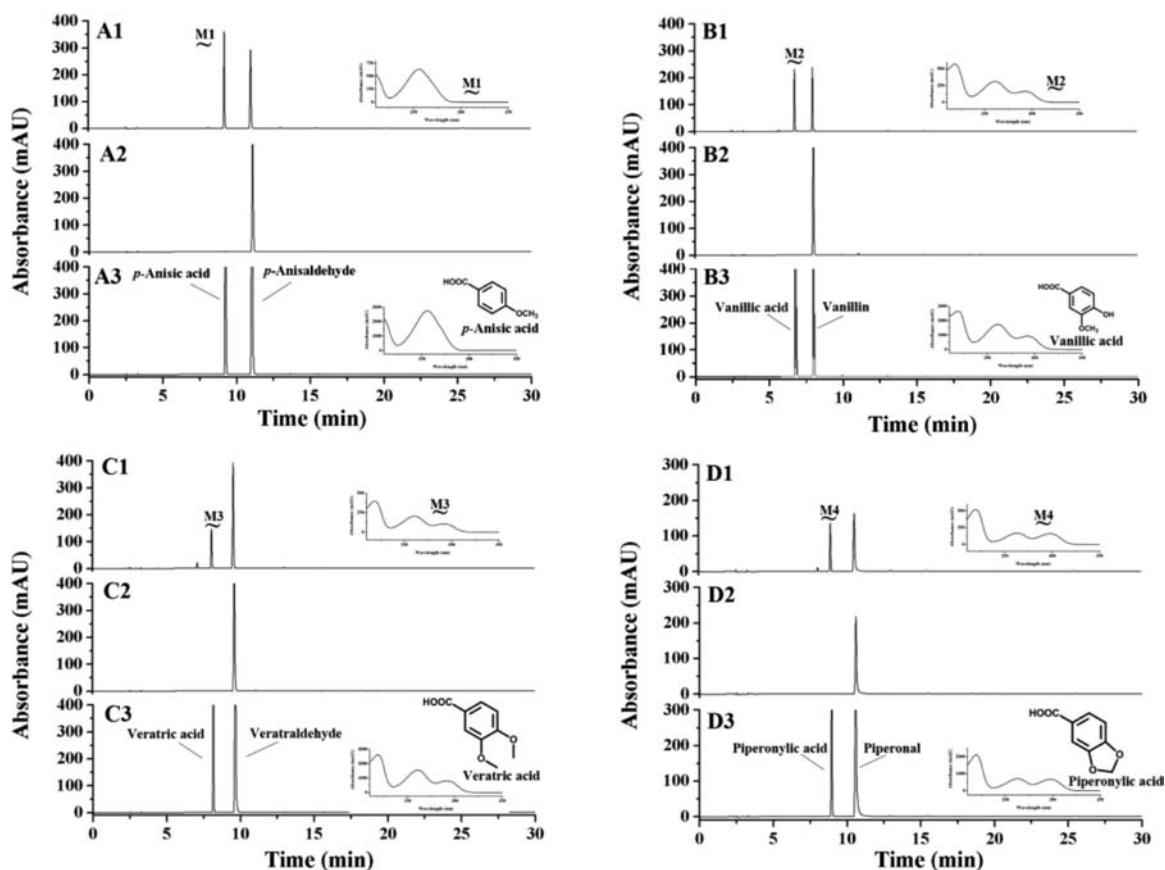 A1
M1
M1
A2
A3
p-Anisic acid
p-Anisaldehyde
HOOC
OCH₃
p-Anisic acid
400
300
200
100
0
400
300
200
100
0
400
300
200
100
0
Absorbance (mAU)
0 5 10 15 20 25 30
Time (min)
B1
M2
M2
B2
B3
Vanillic acid
Vanillin
HOOC
OH
OCH₃
Vanillic acid
400
300
200
100
0
400
300
200
100
0
400
300
200
100
0
Absorbance (mAU)
0 5 10 15 20 25 30
Time (min)
C1
M3
M3
C2
C3
Veratric acid
Veratraldehyde
HOOC
O
O
Veratric acid
400
300
200
100
0
400
300
200
100
0
400
300
200
100
0
Absorbance (mAU)
0 5 10 15 20 25 30
Time (min)
D1
M4
M4
D2
D3
Piperonylic acid
Piperonal
HOOC
O
O
Piperonylic acid
300
200
100
0
300
200
100
0
300
200
100
0
Absorbance (mAU)
0 5 10 15 20 25 30
Time (min)